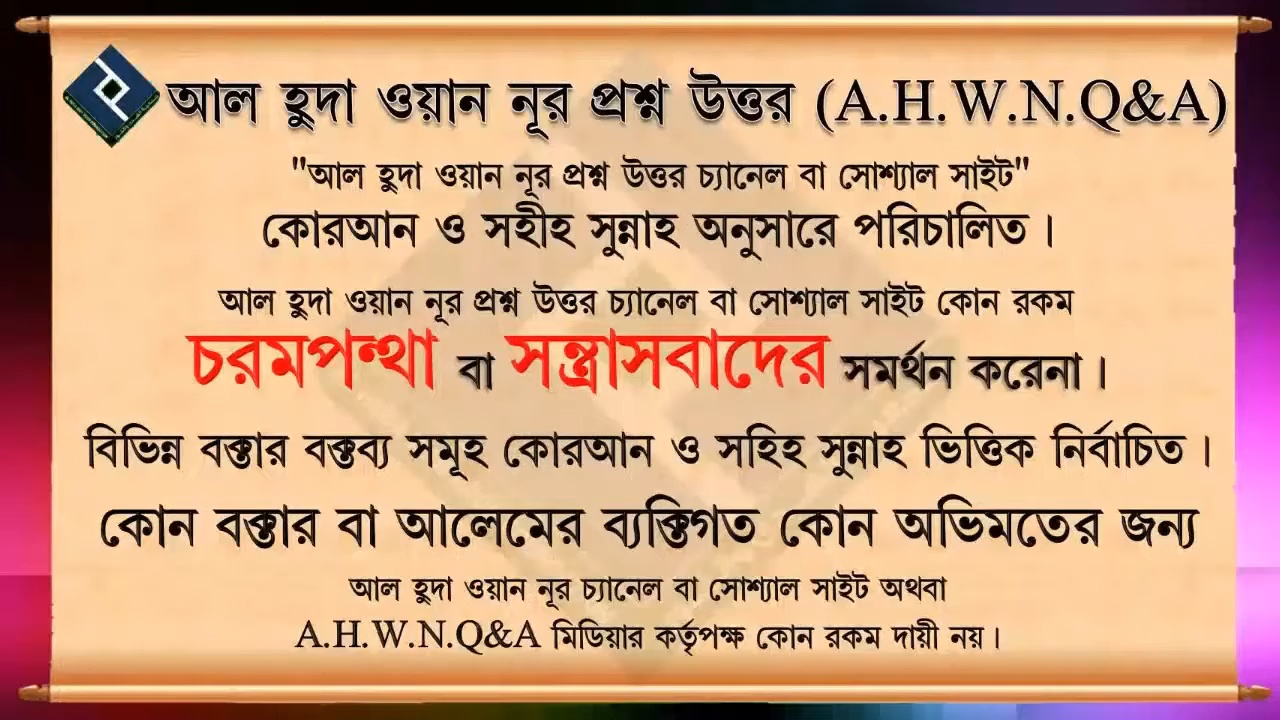 আল হুদা ওয়ান নূর প্রশ্ন উত্তর (A.H.W.N.Q&A)
"আল হুদা ওয়ান নূর প্রশ্ন উত্তর চ্যানেল বা সোশ্যাল সাইট"
কোরআন ও সহীহ সুন্নাহ অনুসারে পরিচালিত।
আল হুদা ওয়ান নূর প্রশ্ন উত্তর চ্যানেল বা সোশ্যাল সাইট কোন রকম
চরমপন্থা বা সন্ত্রাসবাদের সমর্থন করেনা।
বিভিন্ন বক্তার বক্তব্য সমূহ কোরআন ও সহিহ সুন্নাহ ভিত্তিক নির্বাচিত।
কোন বক্তার বা আলেমের ব্যক্তিগত কোন অভিমতের জন্য
আল হুদা ওয়ান নূর চ্যানেল বা সোশ্যাল সাইট অথবা
A.H.W.N.Q&A মিডিয়ার কর্তৃপক্ষ কোন রকম দায়ী নয়।